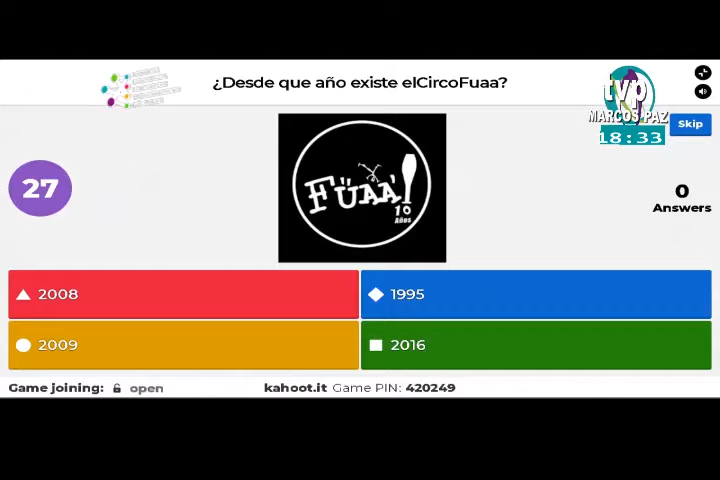 ¿Desde que año existe elCircoFuaa?
tvp
MARCOS PAZ
18:33
Skip
27
FÜAA!
10
Años
0
Answers
2008
1995
2009
2016
Game joining: open
kahoot.it Game PIN: 420249